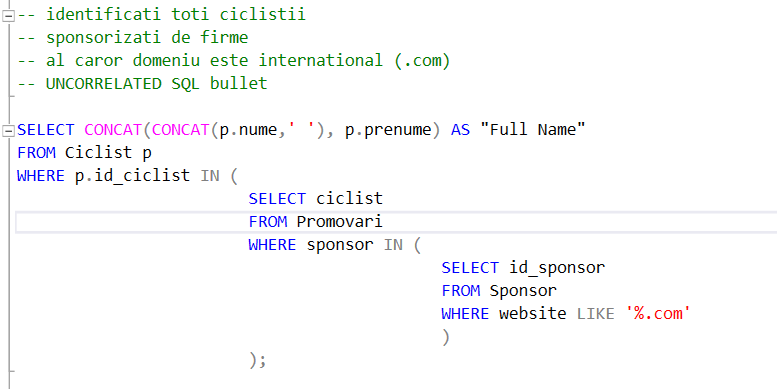 -- identificati toti ciclistii
-- sponsorizati de firme
-- al caror domeniu este international (.com)
-- UNCORRELATED SQL bullet
SELECT CONCAT(CONCAT(p.nume,' '), p.prenume) AS "Full Name"
FROM Ciclist p
WHERE p.id_ciclist IN (
SELECT ciclist
FROM Promovari
WHERE sponsor IN (
SELECT id_sponsor
FROM Sponsor
WHERE website LIKE '%.com'
)
);